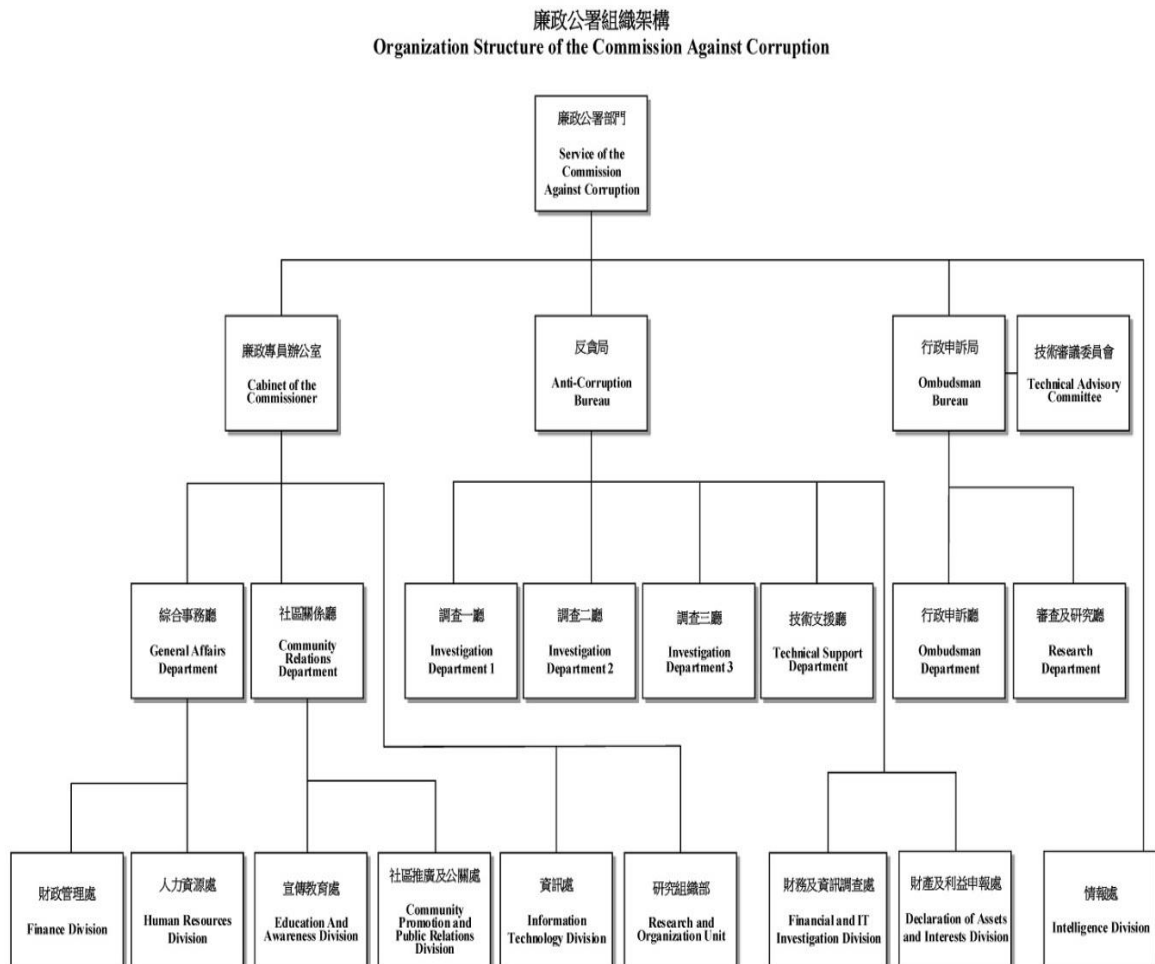 廉政公署組織架構
Organization Structure of the Commission Against Corruption
廉政公署部門
Service of the
Commission
Against Corruption
廉政專員辦公室
Cabinet of the
Commissioner
反貪局
Anti-Corruption
Bureau
行政申訴局
Ombudsman
Bureau
技術審議委員會
Technical Advisory
Committee
綜合事務廳
General Affairs
Department
社區關係廳
Community
Relations
Department
調查一廳
Investigation
Department 1
調查二廳
Investigation
Department 2
調查三廳
Investigation
Department 3
技術支援廳
Technical Support
Department
行政申訴廳
Ombudsman
Department
審查及研究廳
Research
Department
財政管理處
Finance Division
人力資源處
Human Resources
Division
宣傳教育處
Education And
Awareness Division
社區推廣及公關處
Community
Promotion and
Public Relations
Division
資訊處
Information
Technology Division
研究組織部
Research and
Organization Unit
財務及資訊調查處
Financial and IT
Investigation Division
財產及利益申報處
Declaration of Assets
and Interests Division
情報處
Intelligence Division